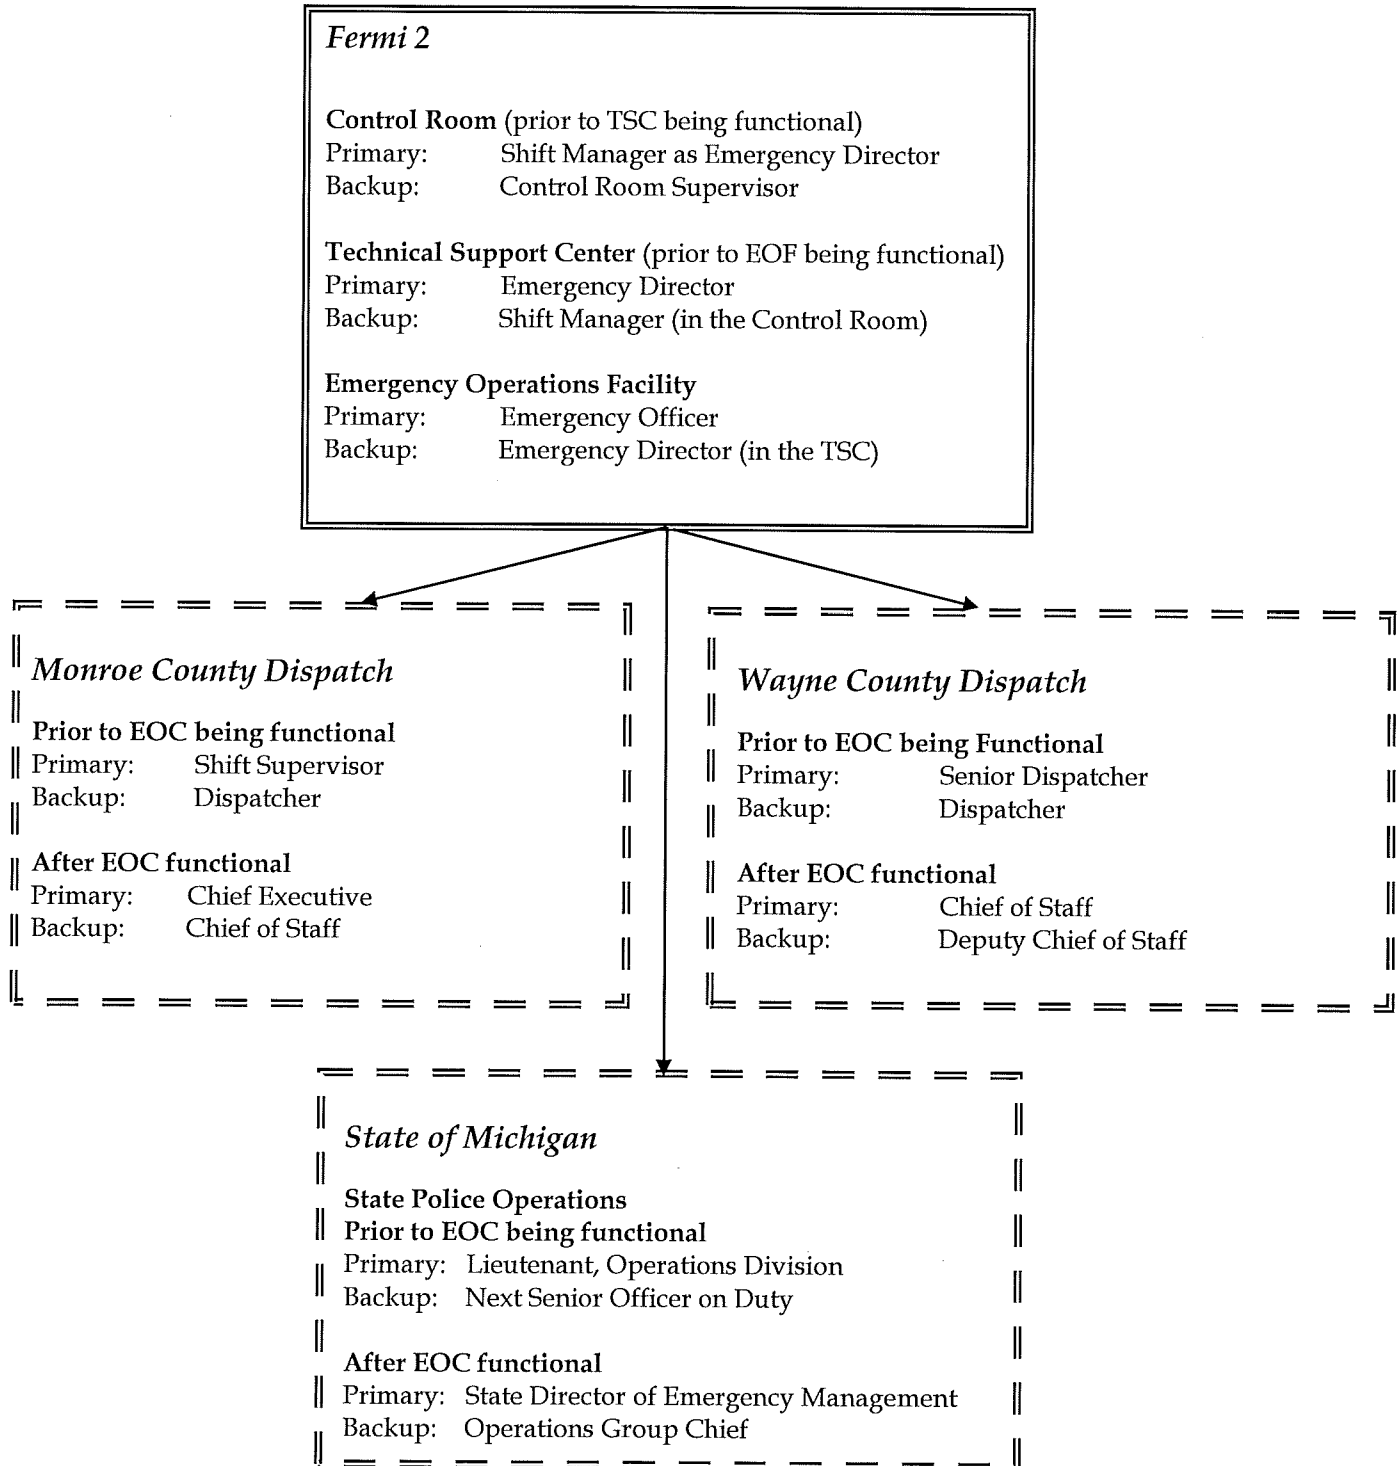 Fermi 2
Control Room (prior to TSC being functional)
Primary: Shift Manager as Emergency Director
Backup: Control Room Supervisor
Technical Support Center (prior to EOF being functional)
Primary: Emergency Director
Backup: Shift Manager (in the Control Room)
Emergency Operations Facility
Primary: Emergency Officer
Backup: Emergency Director (in the TSC)
Monroe County Dispatch
Prior to EOC being functional
Primary: Shift Supervisor
Backup: Dispatcher
After EOC functional
Primary: Chief Executive
Backup: Chief of Staff
Wayne County Dispatch
Prior to EOC being Functional
Primary: Senior Dispatcher
Backup: Dispatcher
After EOC functional
Primary: Chief of Staff
Backup: Deputy Chief of Staff
State of Michigan
State Police Operations
Prior to EOC being functional
Primary: Lieutenant, Operations Division
Backup: Next Senior Officer on Duty
After EOC functional
Primary: State Director of Emergency Management
Backup: Operations Group Chief